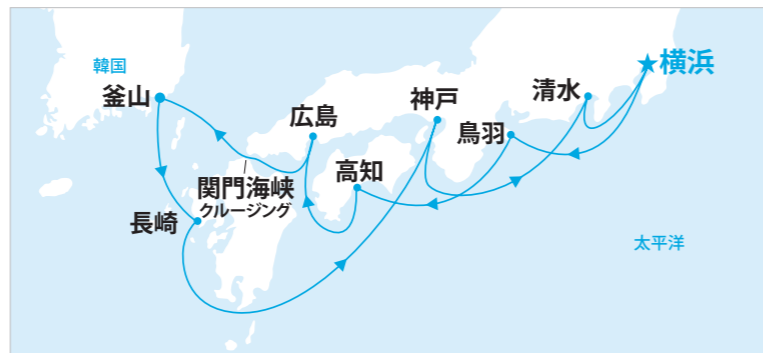 韓国
釜山
広島
神戸
清水
★横浜
鳥羽
高知
関門海峡
クルージング
長崎
太平洋